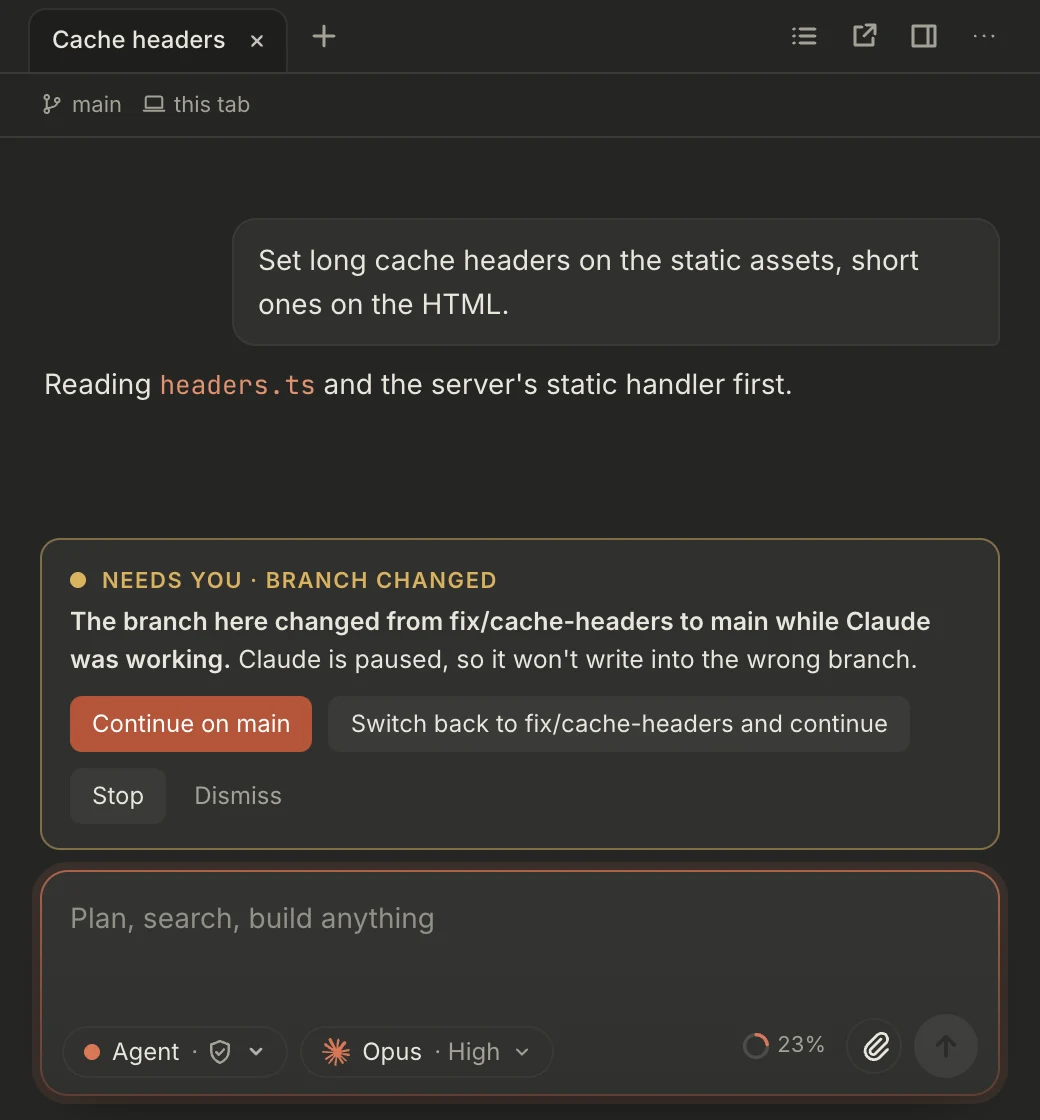 Cache headers
main this tab
Set long cache headers on the static assets, short
ones on the HTML.
Reading headers.ts and the server's static handler first.
NEEDS YOU · BRANCH CHANGED
The branch here changed from fix/cache-headers to main while Claude
was working. Claude is paused, so it won't write into the wrong branch.
Continue on main
Switch back to fix/cache-headers and continue
Stop
Dismiss
Plan, search, build anything
Agent ·
Opus · High
23%